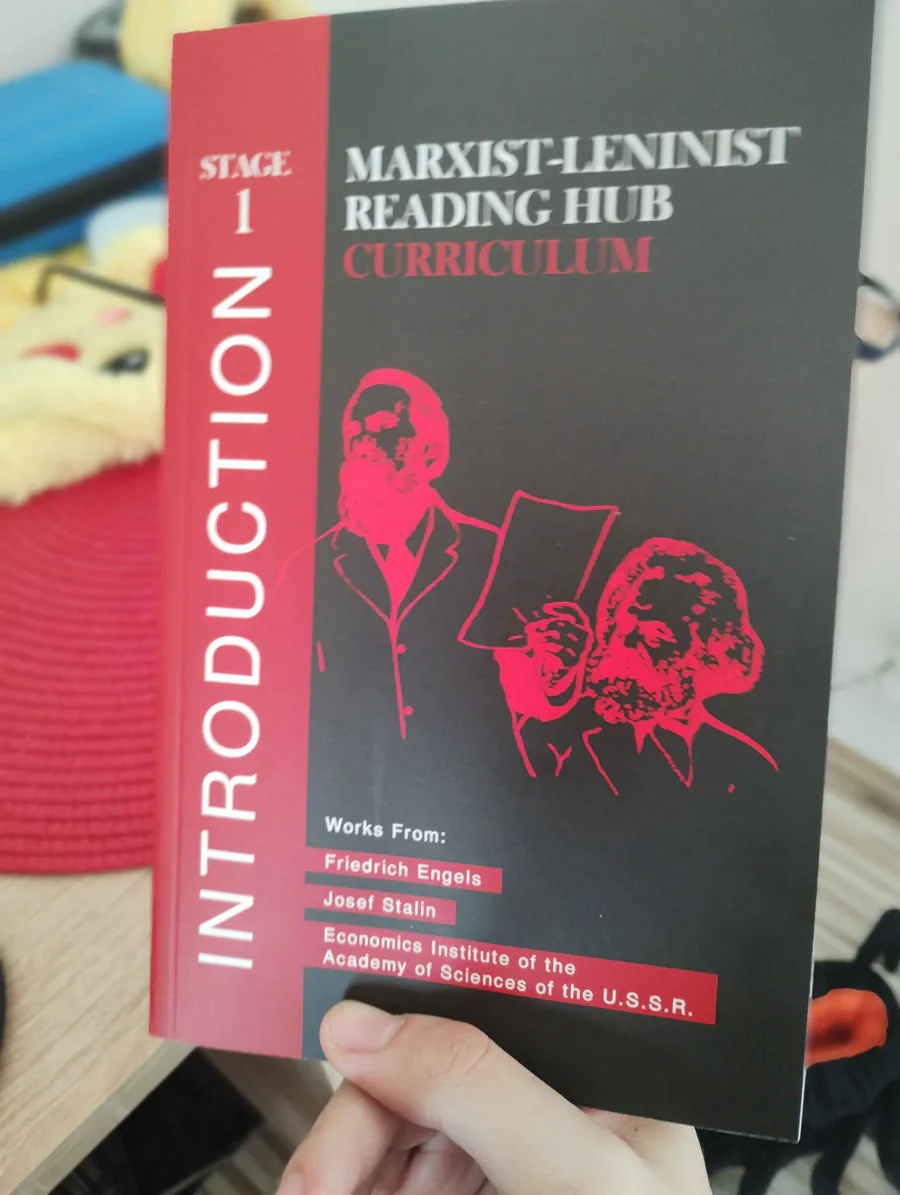 STAGE
1
INTRODUCTION
MARXIST-LENINIST
READING HUB
CURRICULUM
Works From:
Friedrich Engels
Josef Stalin
Economics Institute of the
Academy of Sciences of the U.S.S.R.